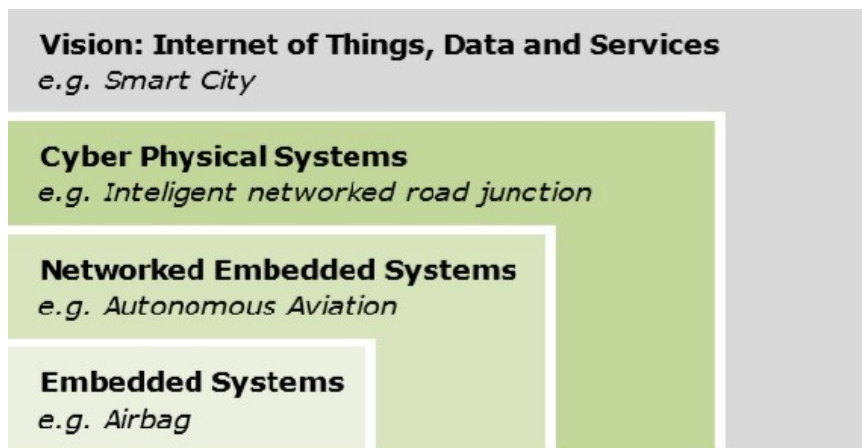 Vision: Internet of Things, Data and Services
e.g. Smart City
Cyber Physical Systems
e.g. Inteligent networked road junction
Networked Embedded Systems
e.g. Autonomous Aviation
Embedded Systems
e.g. Airbag